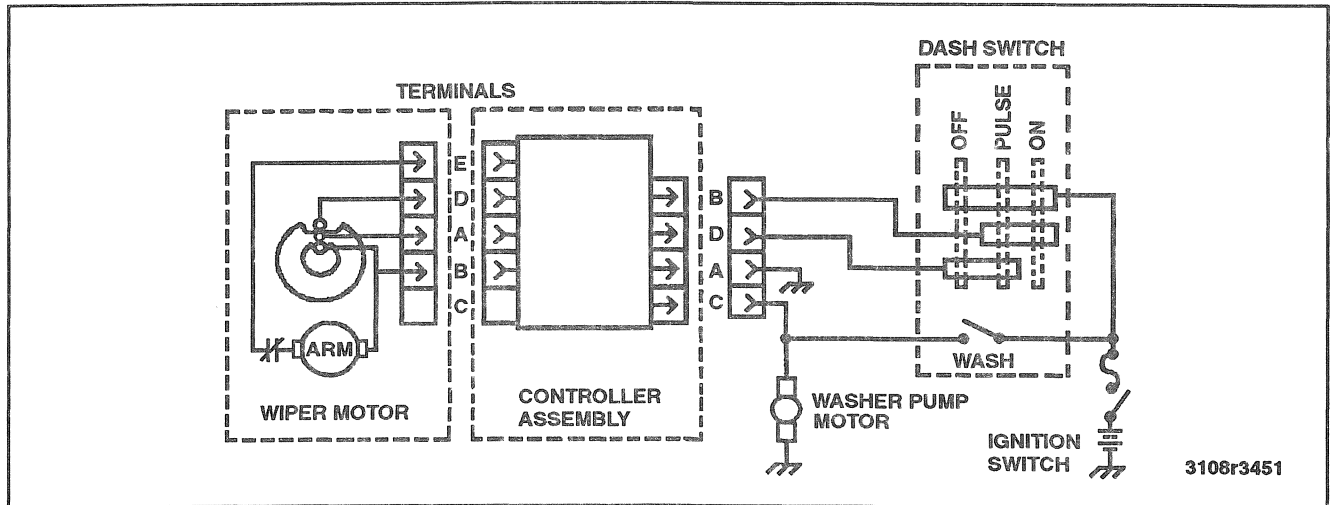 DASH SWITCH
TERMINALS
OFF
PULSE
ON
E
D
A
B
C
B
D
A
C
ARM
WIPER MOTOR
CONTROLLER
ASSEMBLY
WASH
WASHER PUMP
MOTOR
IGNITION
SWITCH
3108r3451